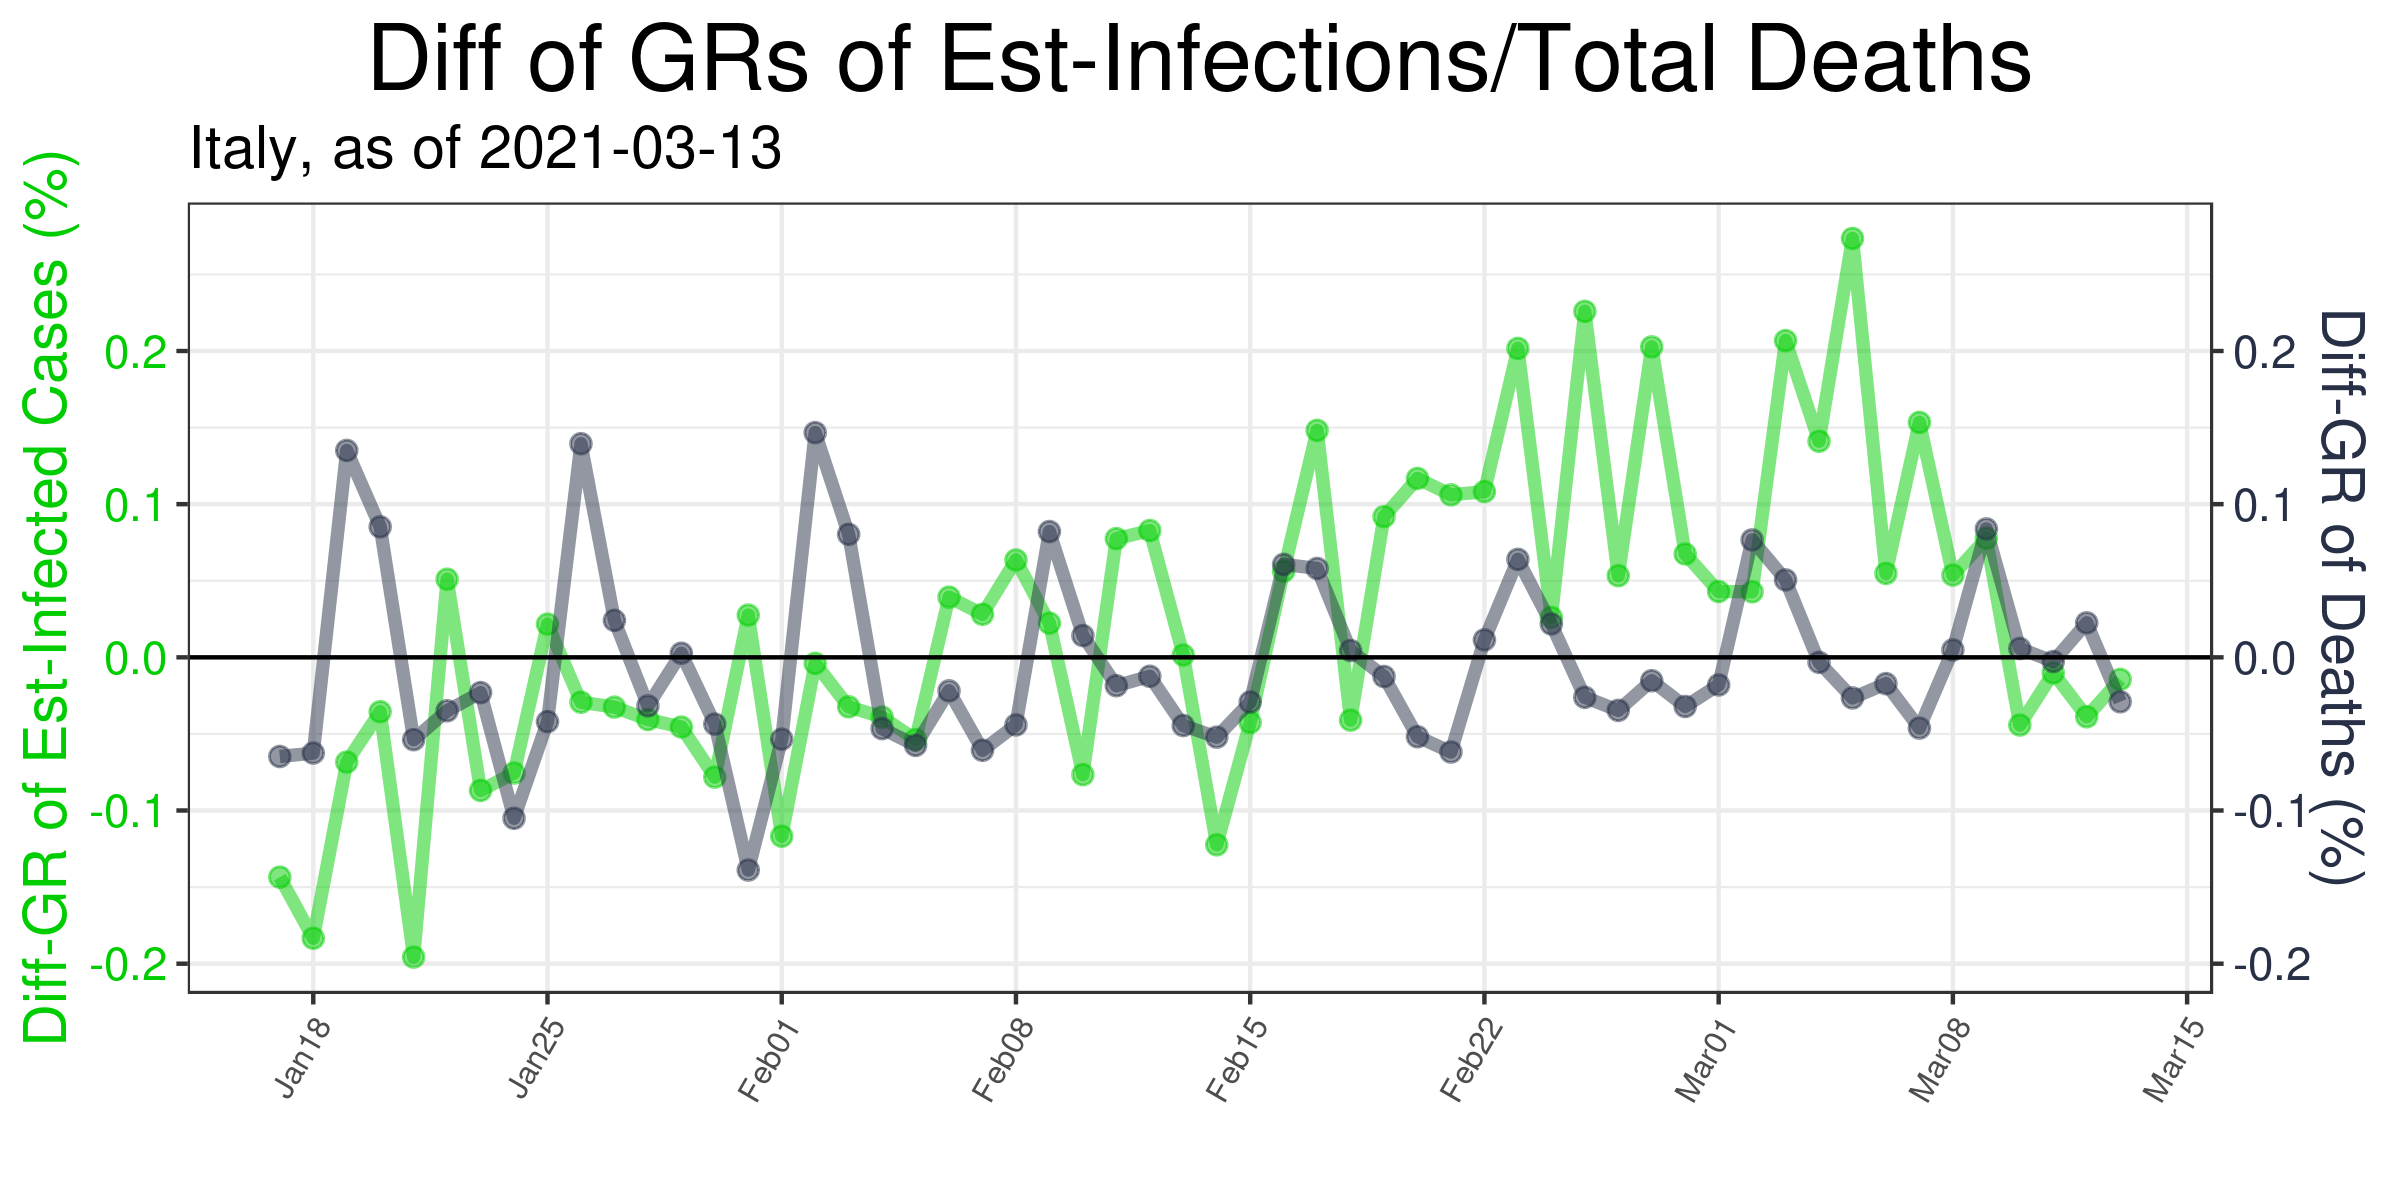 Diff of GRs of Est-Infections/Total Deaths
Italy, as of 2021-03-13
Diff-GR of Est-Infected Cases (%)
0.2
0.1
0.0
-0.1
-0.2
0.2
0.1
0.0
-0.1
-0.2
Diff-GR of Deaths (%)
Jan18
Jan25
Feb01
Feb08
Feb15
Feb22
Mar01
Mar08
Mar15